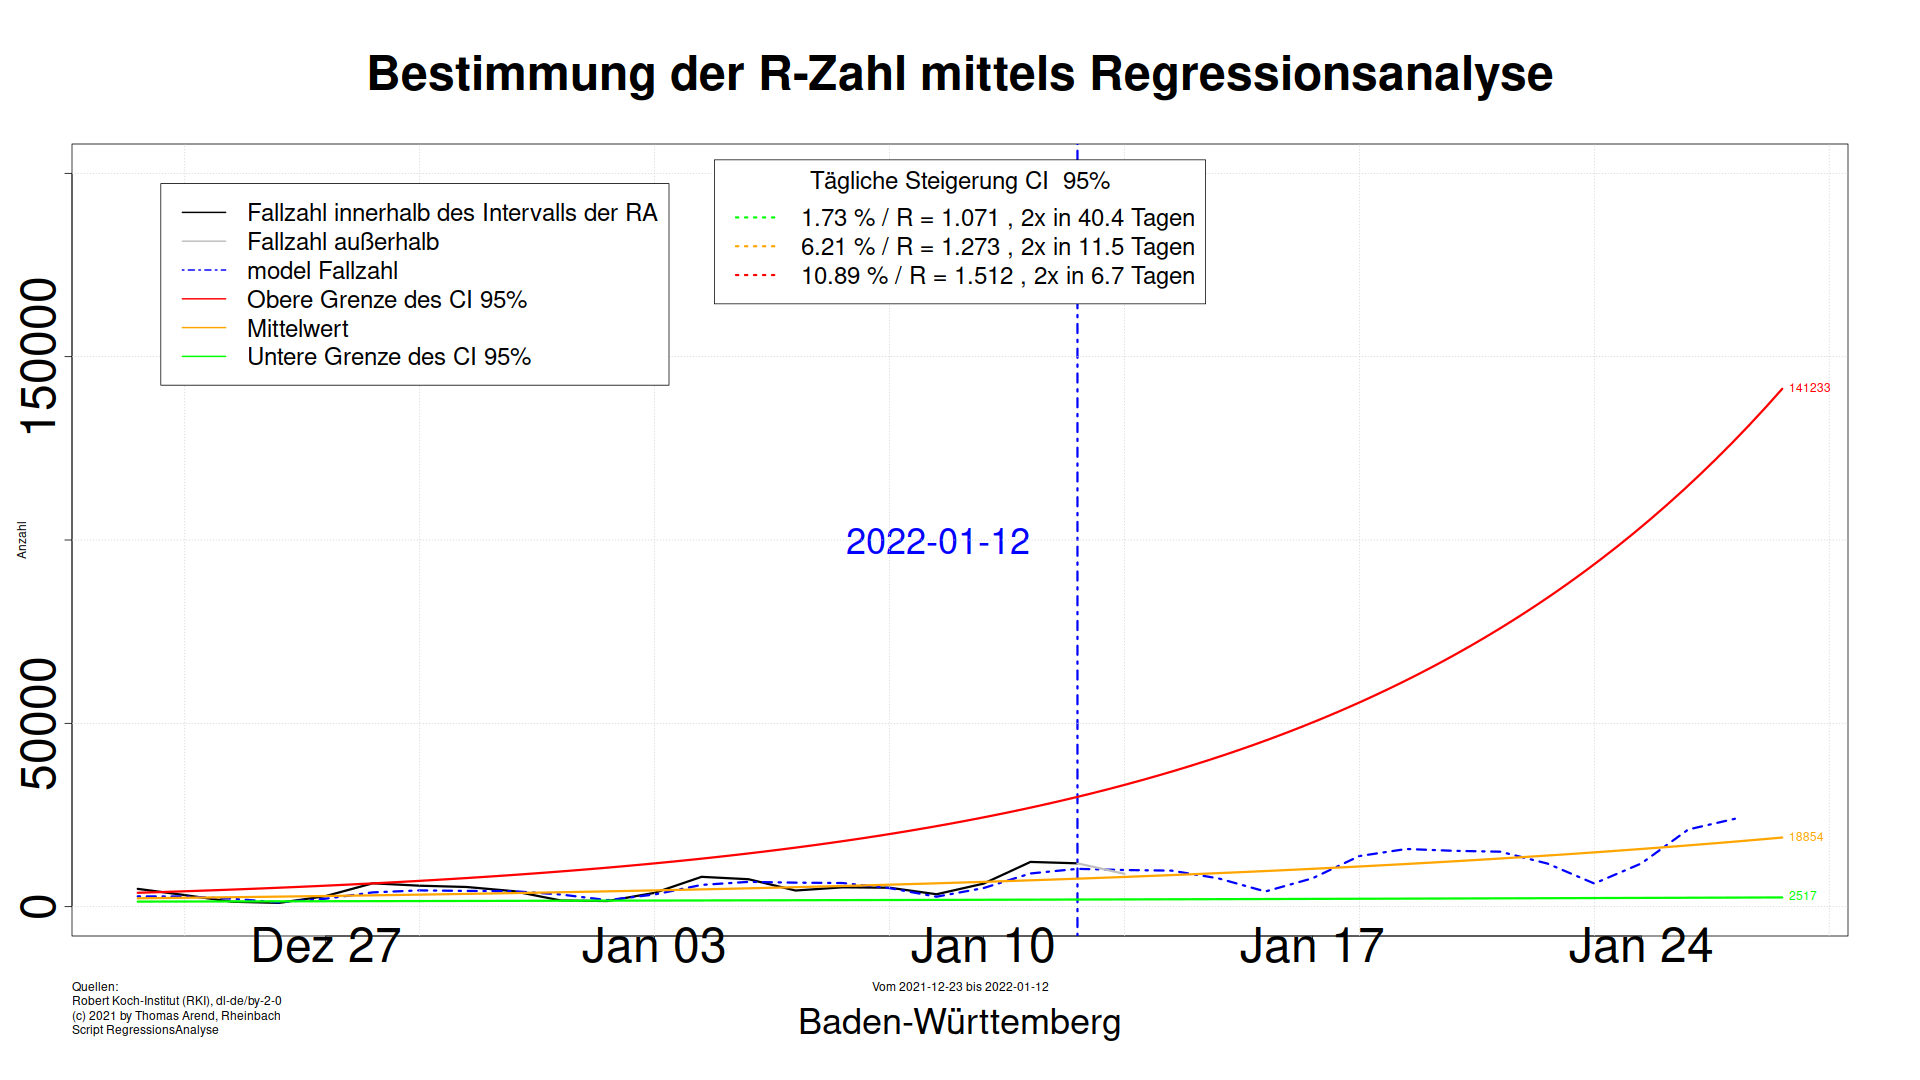 Bestimmung der R-Zahl mittels Regressionsanalyse
Fallzahl innerhalb des Intervalls der RA
Fallzahl außerhalb
model Fallzahl
Obere Grenze des CI 95%
Mittelwert
Untere Grenze des CI 95%
Tägliche Steigerung CI  95%
1.73 % / R = 1.071 , 2x in 40.4 Tagen
6.21 % / R = 1.273 , 2x in 11.5 Tagen
10.89 % / R = 1.512 , 2x in 6.7 Tagen
150000
50000
0
Anzahl
2022-01-12
141233
18854
2517
Dez 27
Jan 03
Jan 10
Jan 17
Jan 24
Vom 2021-12-23 bis 2022-01-12
Baden-Württemberg
Quellen:
Robert Koch-Institut (RKI), dl-de/by-2-0
(c) 2021 by Thomas Arend, Rheinbach
Script RegressionsAnalyse